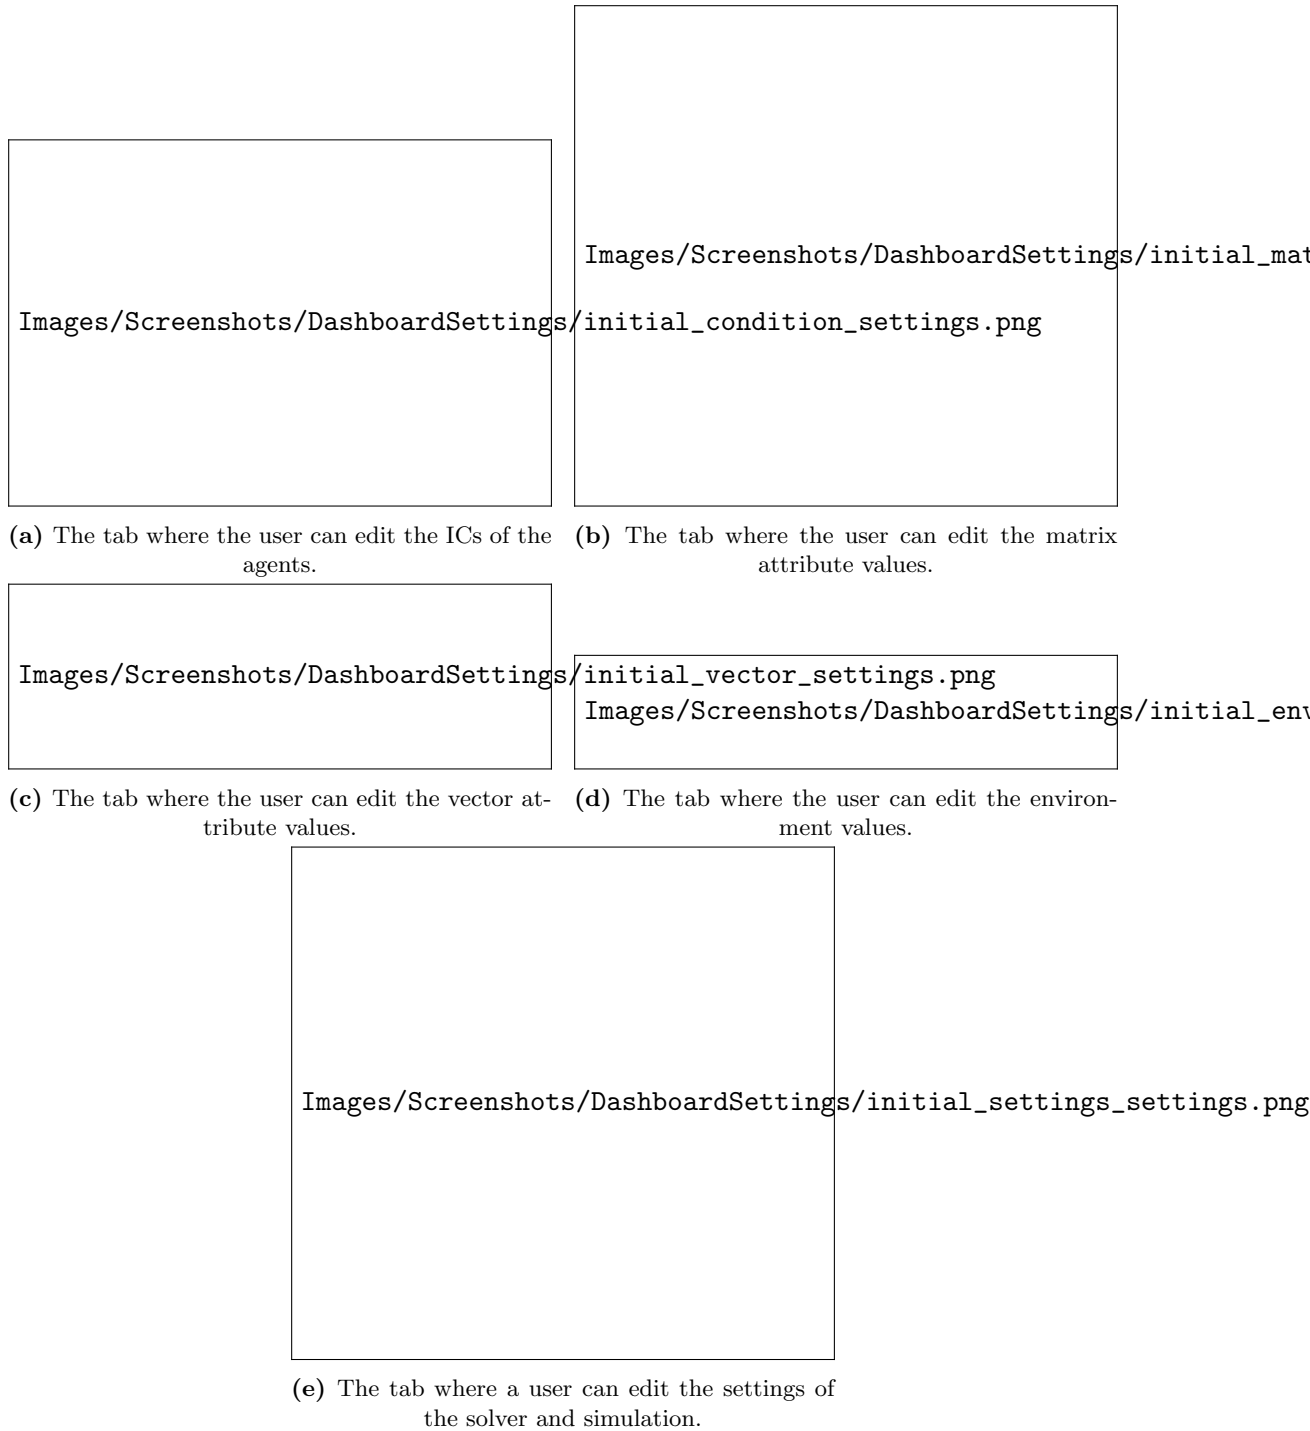 Images/Screenshots/DashboardSettings/initial_mat
Images/Screenshots/DashboardSettings/initial_condition_settings.png
(a) The tab where the user can edit the ICs of the
agents.
(b) The tab where the user can edit the matrix
attribute values.
Images/Screenshots/DashboardSettings/initial_vector_settings.png
Images/Screenshots/DashboardSettings/initial_env
(c) The tab where the user can edit the vector at-
tribute values.
(d) The tab where the user can edit the environ-
ment values.
Images/Screenshots/DashboardSettings/initial_settings_settings.png
(e) The tab where a user can edit the settings of
the solver and simulation.